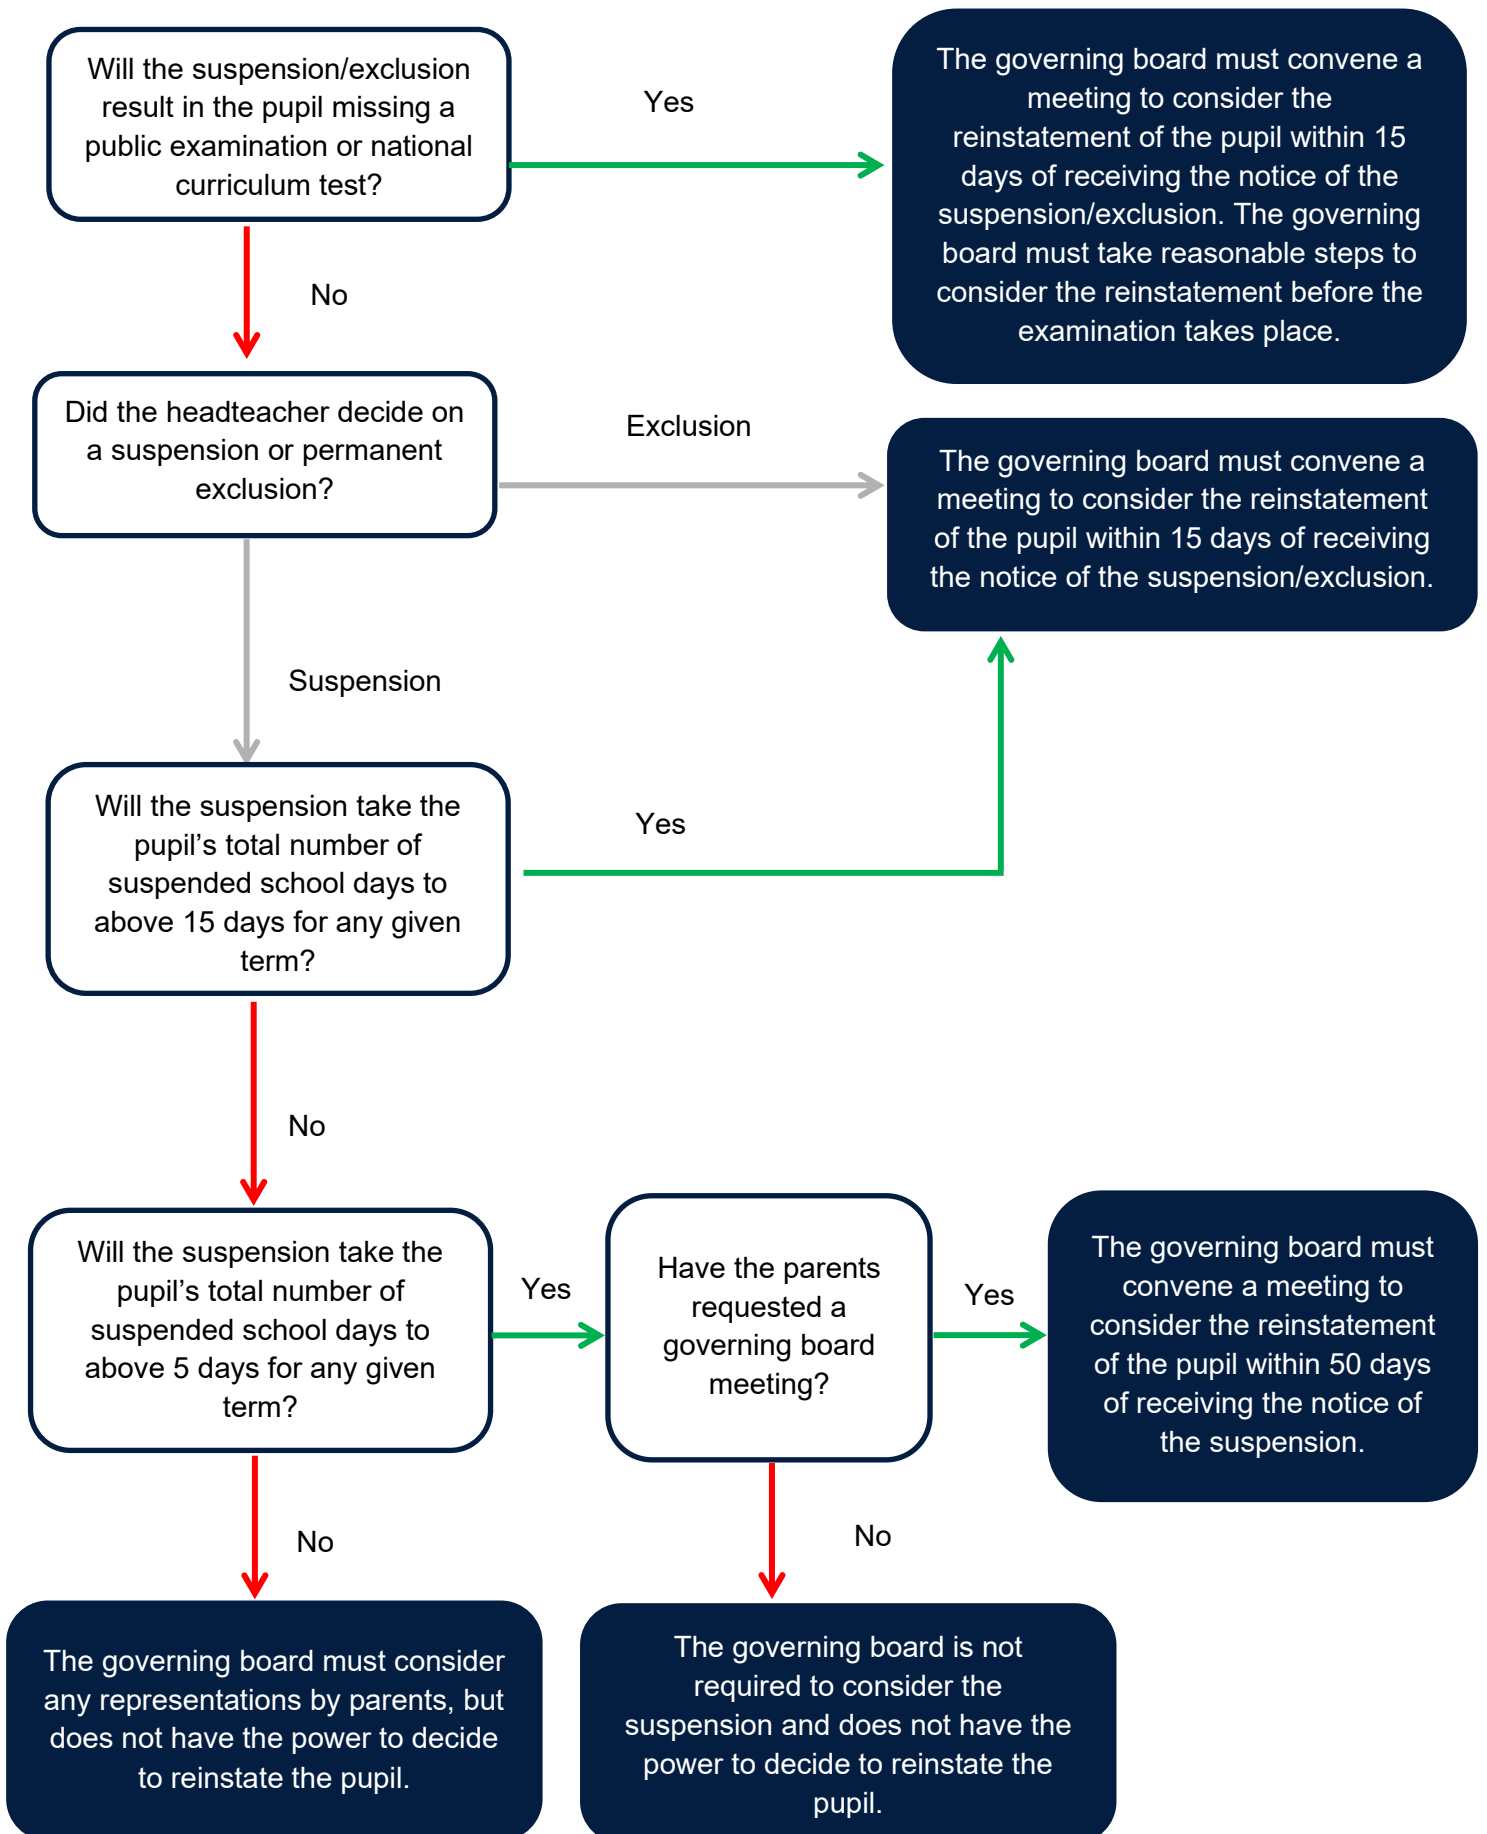 Will the suspension/exclusion
result in the pupil missing a
public examination or national
curriculum test?
Yes
The governing board must convene a
meeting to consider the
reinstatement of the pupil within 15
days of receiving the notice of the
suspension/exclusion. The governing
board must take reasonable steps to
consider the reinstatement before the
examination takes place.
No
Did the headteacher decide on
a suspension or permanent
exclusion?
Exclusion
The governing board must convene a
meeting to consider the reinstatement
of the pupil within 15 days of receiving
the notice of the suspension/exclusion.
Suspension
Will the suspension take the
pupil’s total number of
suspended school days to
above 15 days for any given
term?
Yes
No
Will the suspension take the
pupil’s total number of
suspended school days to
above 5 days for any given
term?
Yes
Have the parents
requested a
governing board
meeting?
Yes
The governing board must
convene a meeting to
consider the reinstatement
of the pupil within 50 days
of receiving the notice of
the suspension.
No
No
The governing board must consider
any representations by parents, but
does not have the power to decide
to reinstate the pupil.
The governing board is not
required to consider the
suspension and does not have the
power to decide to reinstate the
pupil.